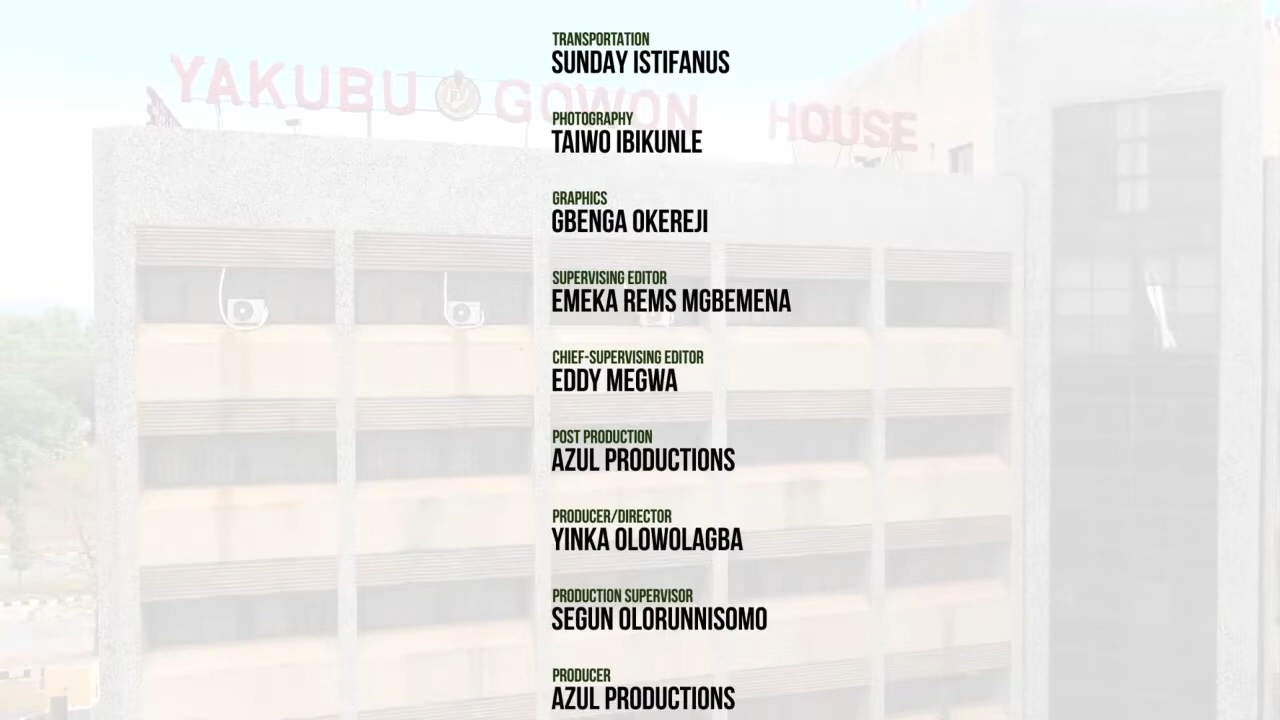 TRANSPORTATION
SUNDAY ISTIFANUS
YAKUBU GOWON HOUSE
PHOTOGRAPHY
TAIWO IBIKUNLE
GRAPHICS
GBENGA OKEREJI
SUPERVISING EDITOR
EMEKA REMS MGBEMENA
CHIEF-SUPERVISING EDITOR
EDDY MEGWA
POST PRODUCTION
AZUL PRODUCTIONS
PRODUCER/DIRECTOR
YINKA OLOWOLAGBA
PRODUCTION SUPERVISOR
SEGUN OLORUNNISOMO
PRODUCER
AZUL PRODUCTIONS